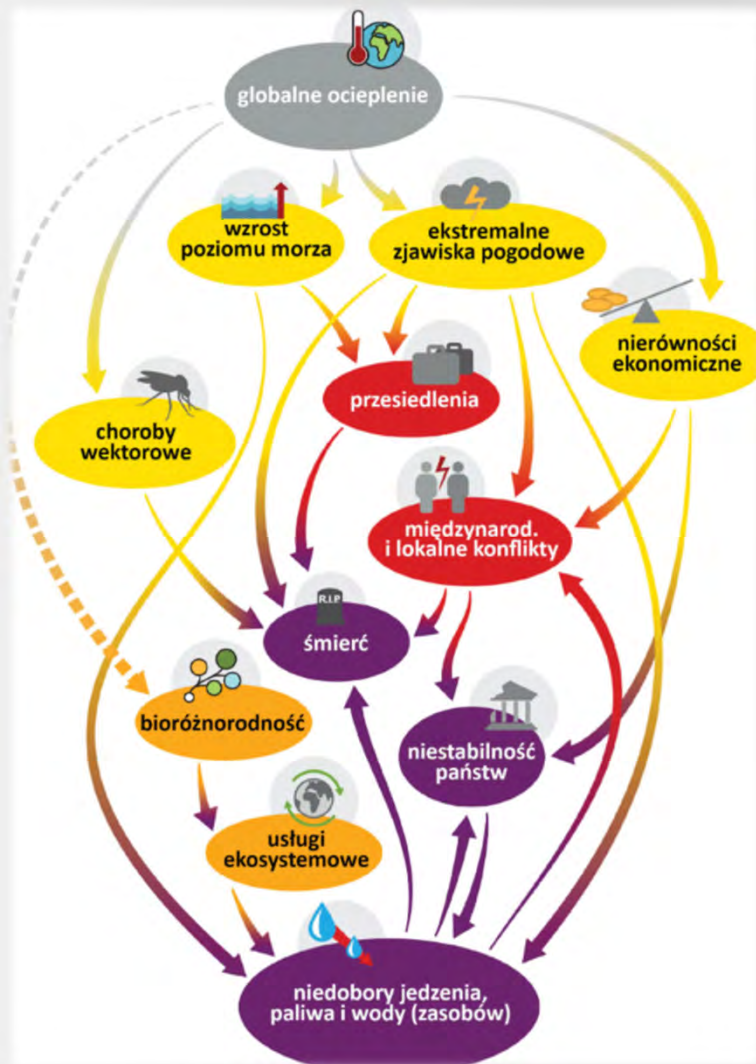 globalne ocieplenie
wzrost
poziomu morza
ekstremalne
zjawiska pogodowe
nierówności
ekonomiczne
przesiedlenia
choroby
wektorowe
międzynarod.
i lokalne konflikty
R.I.P
śmierć
bioróżnorodność
niestabilność
państw
usługi
ekosystemowe
niedobory jedzenia,
paliwa i wody (zasobów)